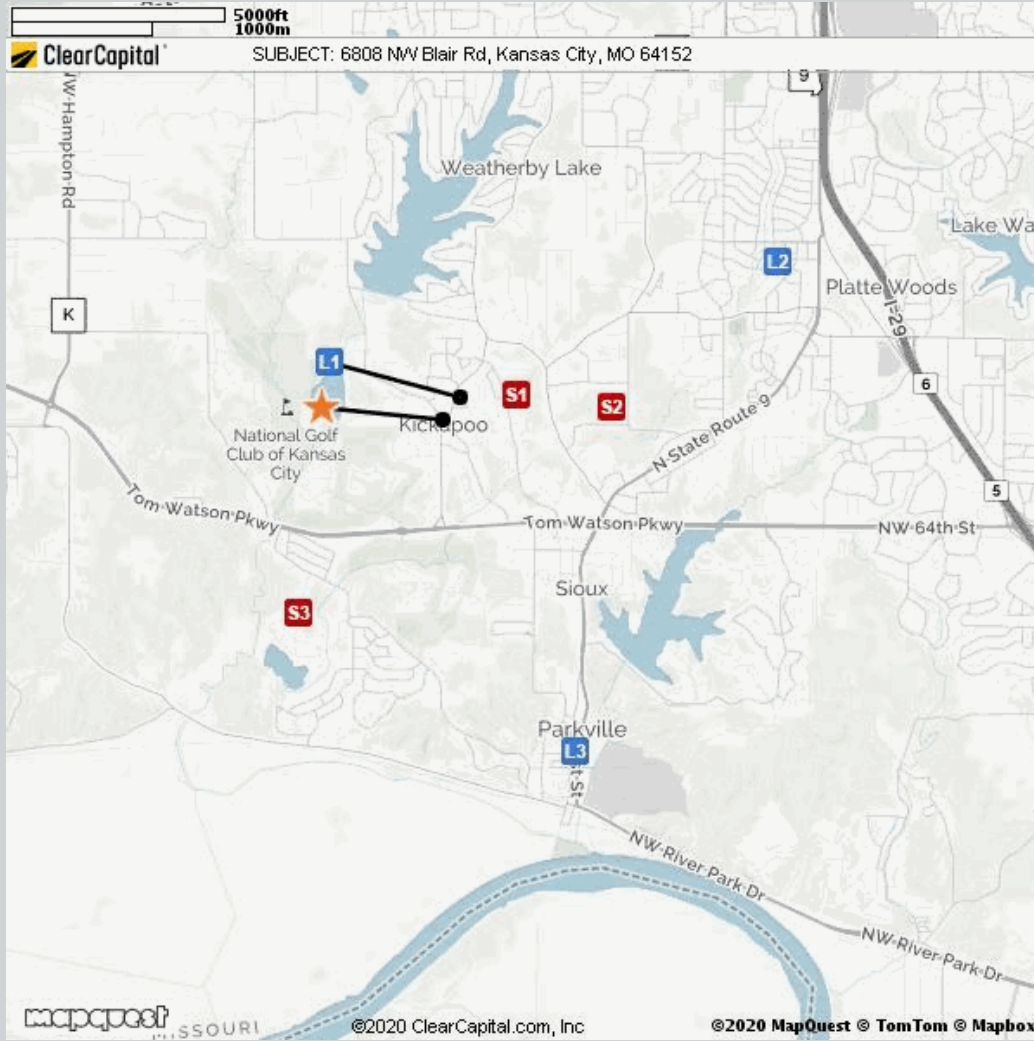 5000ft
1000m
ClearCapital
SUBJECT: 6808 NW Blair Rd, Kansas City, MO 64152
9
NW Hampton Rd
Weatherby Lake
Lake Wa
L2
Platte Woods
K
I-29
L1
6
S1
S2
Kickapoo
National Golf
Club of Kansas
City
N State Route 9
5
Tom Watson Pkwy
Tom Watson Pkwy
NW 64th St
Sioux
S3
Parkville
L3
st St
NW River Park Dr
NW River Park Dr
mapquest
MISSOURI
©2020 ClearCapital.com, Inc
©2020 MapQuest © TomTom © Mapbox